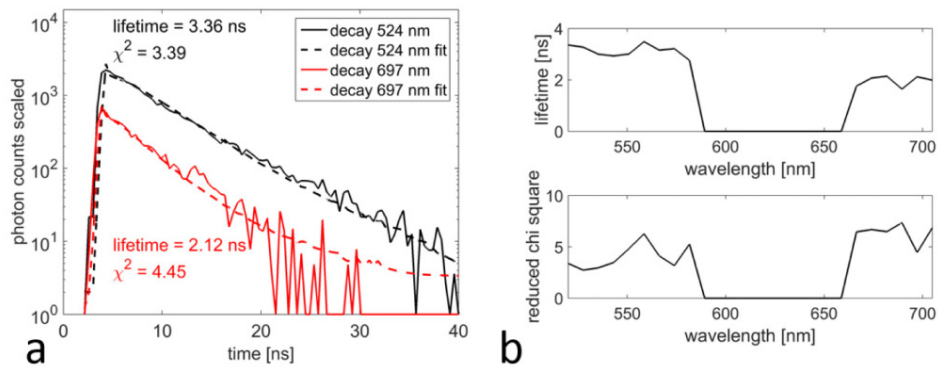 lifetime = 3.36 ns
χ² = 3.39
decay 524 nm
decay 524 nm fit
decay 697 nm
decay 697 nm fit
lifetime = 2.12 ns
χ² = 4.45
photon counts scaled
10³
10²
10¹
10⁰
0 10 20 30 40
time [ns]
a
lifetime [ns]
4
2
0
550 600 650 700
wavelength [nm]
reduced chi square
10
5
0
550 600 650 700
wavelength [nm]
b